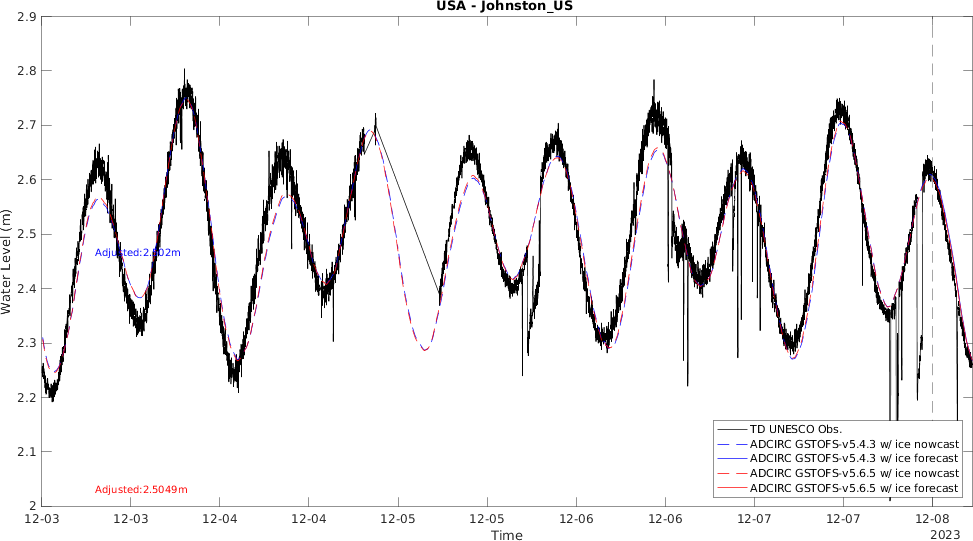 USA - Johnston_US
2.9
2.8
2.7
2.6
2.5
2.4
2.3
2.2
2.1
2
Water Level (m)
Adjusted:2.502m
Adjusted:2.5049m
TD UNESCO Obs.
ADCIRC GSTOFS-v5.4.3 w/ ice nowcast
ADCIRC GSTOFS-v5.4.3 w/ ice forecast
ADCIRC GSTOFS-v5.6.5 w/ ice nowcast
ADCIRC GSTOFS-v5.6.5 w/ ice forecast
12-03 12-03 12-04 12-04 12-05 12-05 12-06 12-06 12-07 12-07 12-08
Time
2023